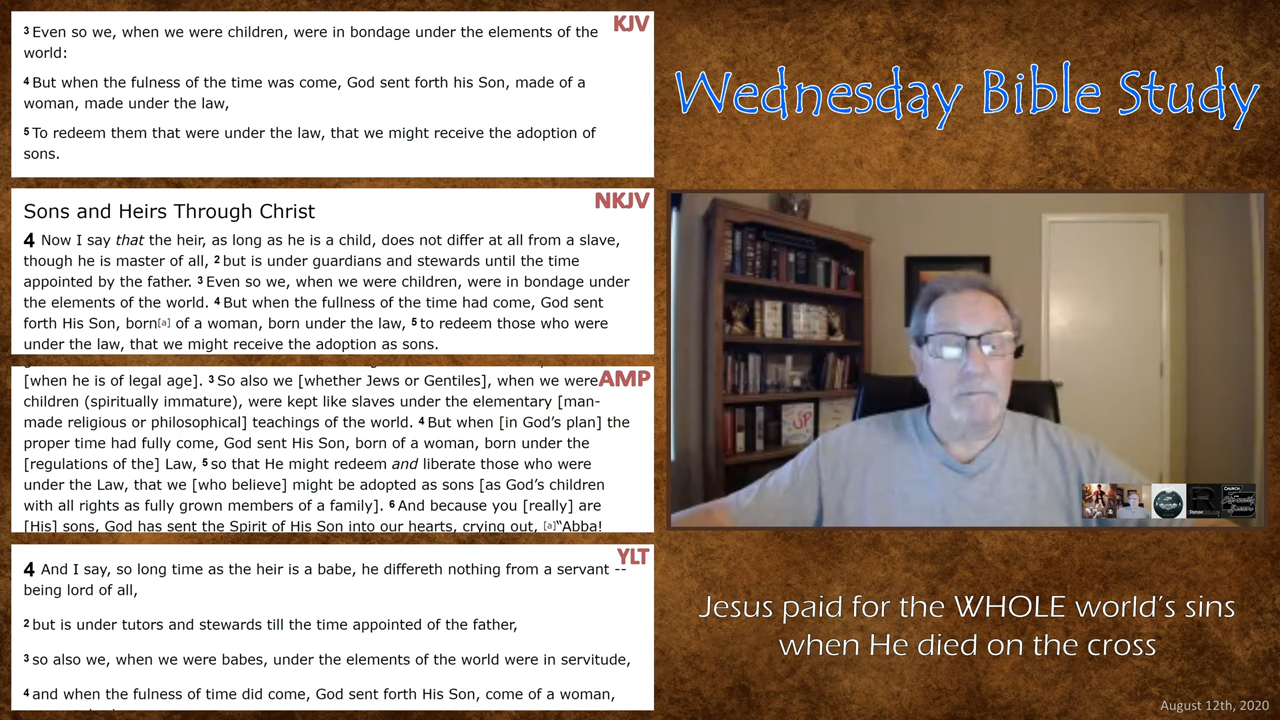 KJV
3 Even so we, when we were children, were in bondage under the elements of the
world:
4 But when the fulness of the time was come, God sent forth his Son, made of a
woman, made under the law,
5 To redeem them that were under the law, that we might receive the adoption of
sons.
NKJV
Sons and Heirs Through Christ
4 Now I say that the heir, as long as he is a child, does not differ at all from a slave,
though he is master of all, 2 but is under guardians and stewards until the time
appointed by the father. 3 Even so we, when we were children, were in bondage under
the elements of the world. 4 But when the fullness of the time had come, God sent
forth His Son, born[a] of a woman, born under the law, 5 to redeem those who were
under the law, that we might receive the adoption as sons.
AMP
[when he is of legal age]. 3 So also we [whether Jews or Gentiles], when we were
children (spiritually immature), were kept like slaves under the elementary [man-
made religious or philosophical] teachings of the world. 4 But when [in God's plan] the
proper time had fully come, God sent His Son, born of a woman, born under the
[regulations of the] Law, 5 so that He might redeem and liberate those who were
under the Law, that we [who believe] might be adopted as sons [as God's children
with all rights as fully grown members of a family]. 6 And because you [really] are
[His] sons, God has sent the Spirit of His Son into our hearts, crying out, [a]"Abba!
YLT
4 And I say, so long time as the heir is a babe, he differeth nothing from a servant --
being lord of all,
2 but is under tutors and stewards till the time appointed of the father,
3 so also we, when we were babes, under the elements of the world were in servitude,
4 and when the fulness of time did come, God sent forth His Son, come of a woman,
Wednesday Bible Study
Jesus paid for the WHOLE world's sins
when He died on the cross
August 12th, 2020